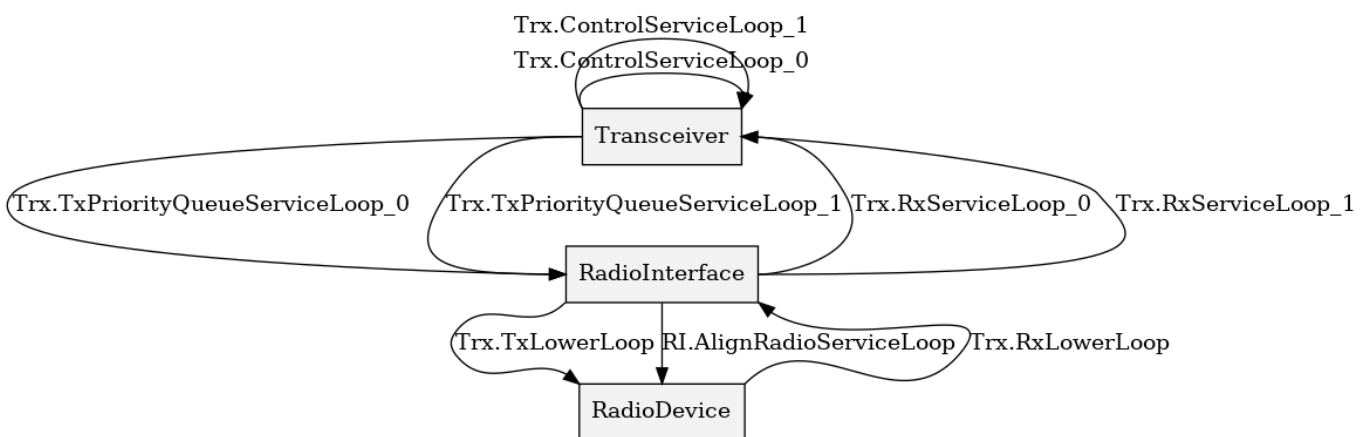 Trx.ControlServiceLoop_1
Trx.ControlServiceLoop_0
Transceiver
Trx.TxPriorityQueueServiceLoop_0
Trx.TxPriorityQueueServiceLoop_1
Trx.RxServiceLoop_0
Trx.RxServiceLoop_1
RadioInterface
Trx.TxLowerLoop
RI.AlignRadioServiceLoop
Trx.RxLowerLoop
RadioDevice